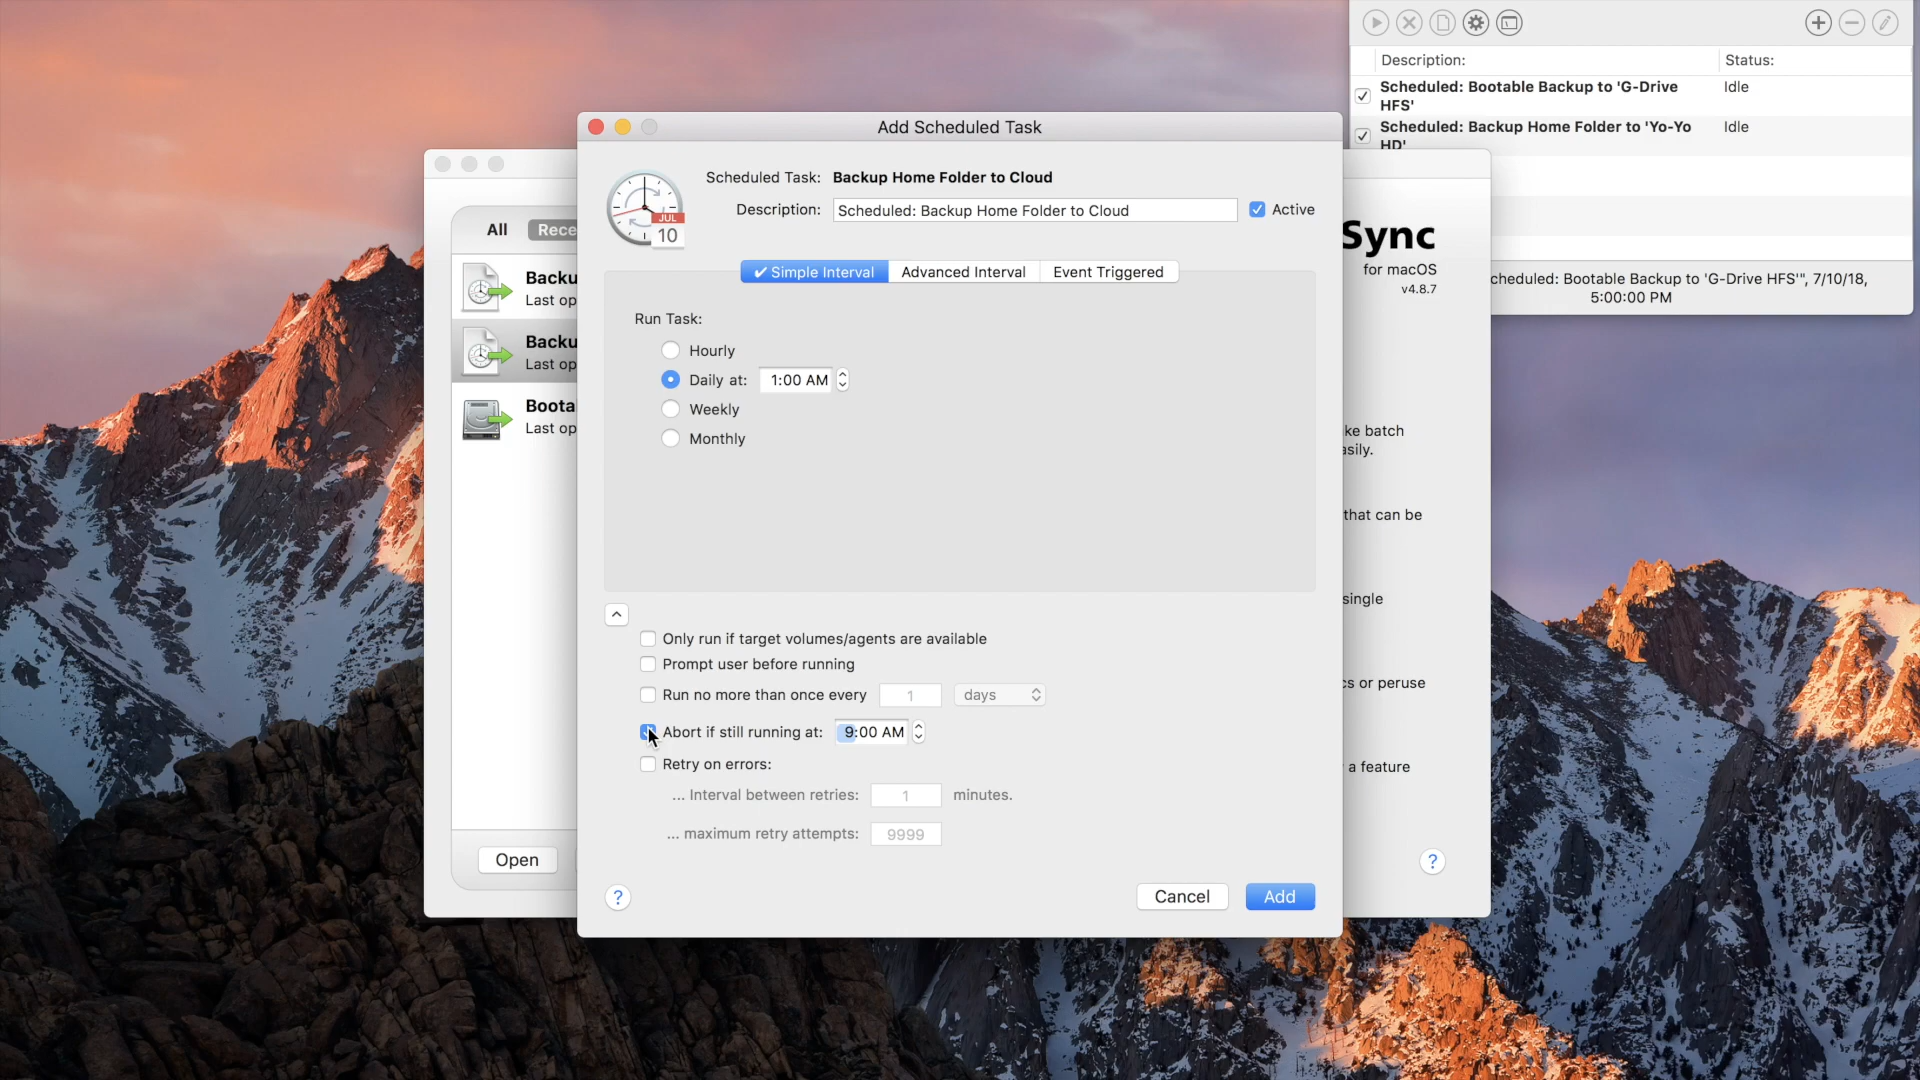 Description:
Status:
Scheduled: Bootable Backup to 'G-Drive
HFS'
Idle
Scheduled: Backup Home Folder to 'Yo-Yo
HD'
Idle
cheduled: Bootable Backup to 'G-Drive HFS'", 7/10/18,
5:00:00 PM
Add Scheduled Task
JUL
10
Scheduled Task: Backup Home Folder to Cloud
Description: Scheduled: Backup Home Folder to Cloud
Active
✔ Simple Interval
Advanced Interval
Event Triggered
Run Task:
Hourly
Daily at: 1:00 AM
Weekly
Monthly
Only run if target volumes/agents are available
Prompt user before running
Run no more than once every 1 days
Abort if still running at: 9:00 AM
Retry on errors:
... Interval between retries: 1 minutes.
... maximum retry attempts: 9999
?
Cancel
Add
All
Rece
Backu
Last op
Backu
Last op
Boota
Last op
Open
Sync
for macOS
v4.8.7
ke batch
asily.
that can be
single
cs or peruse
a feature
?